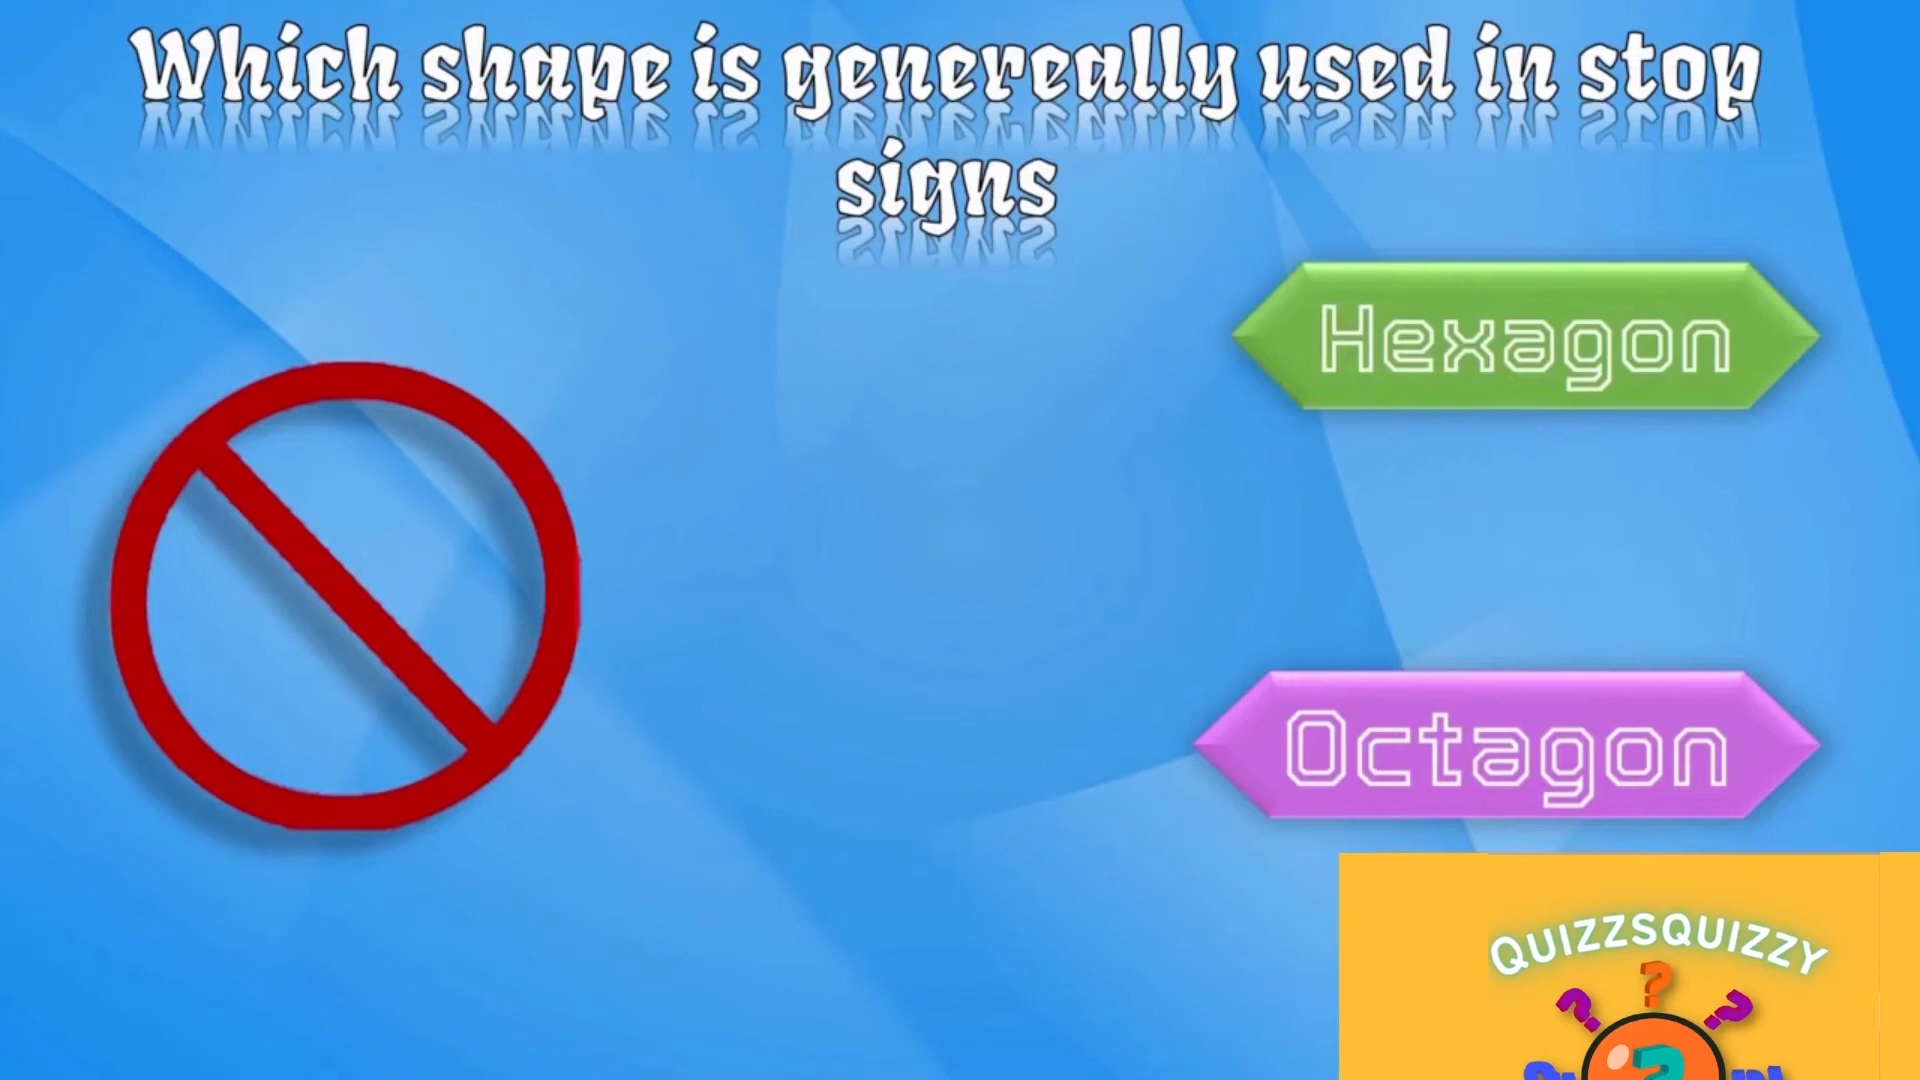 Which shape is genereally used in stop
signs
Hexagon
Octagon
QUIZZSQUIZZY
? ? ?
?